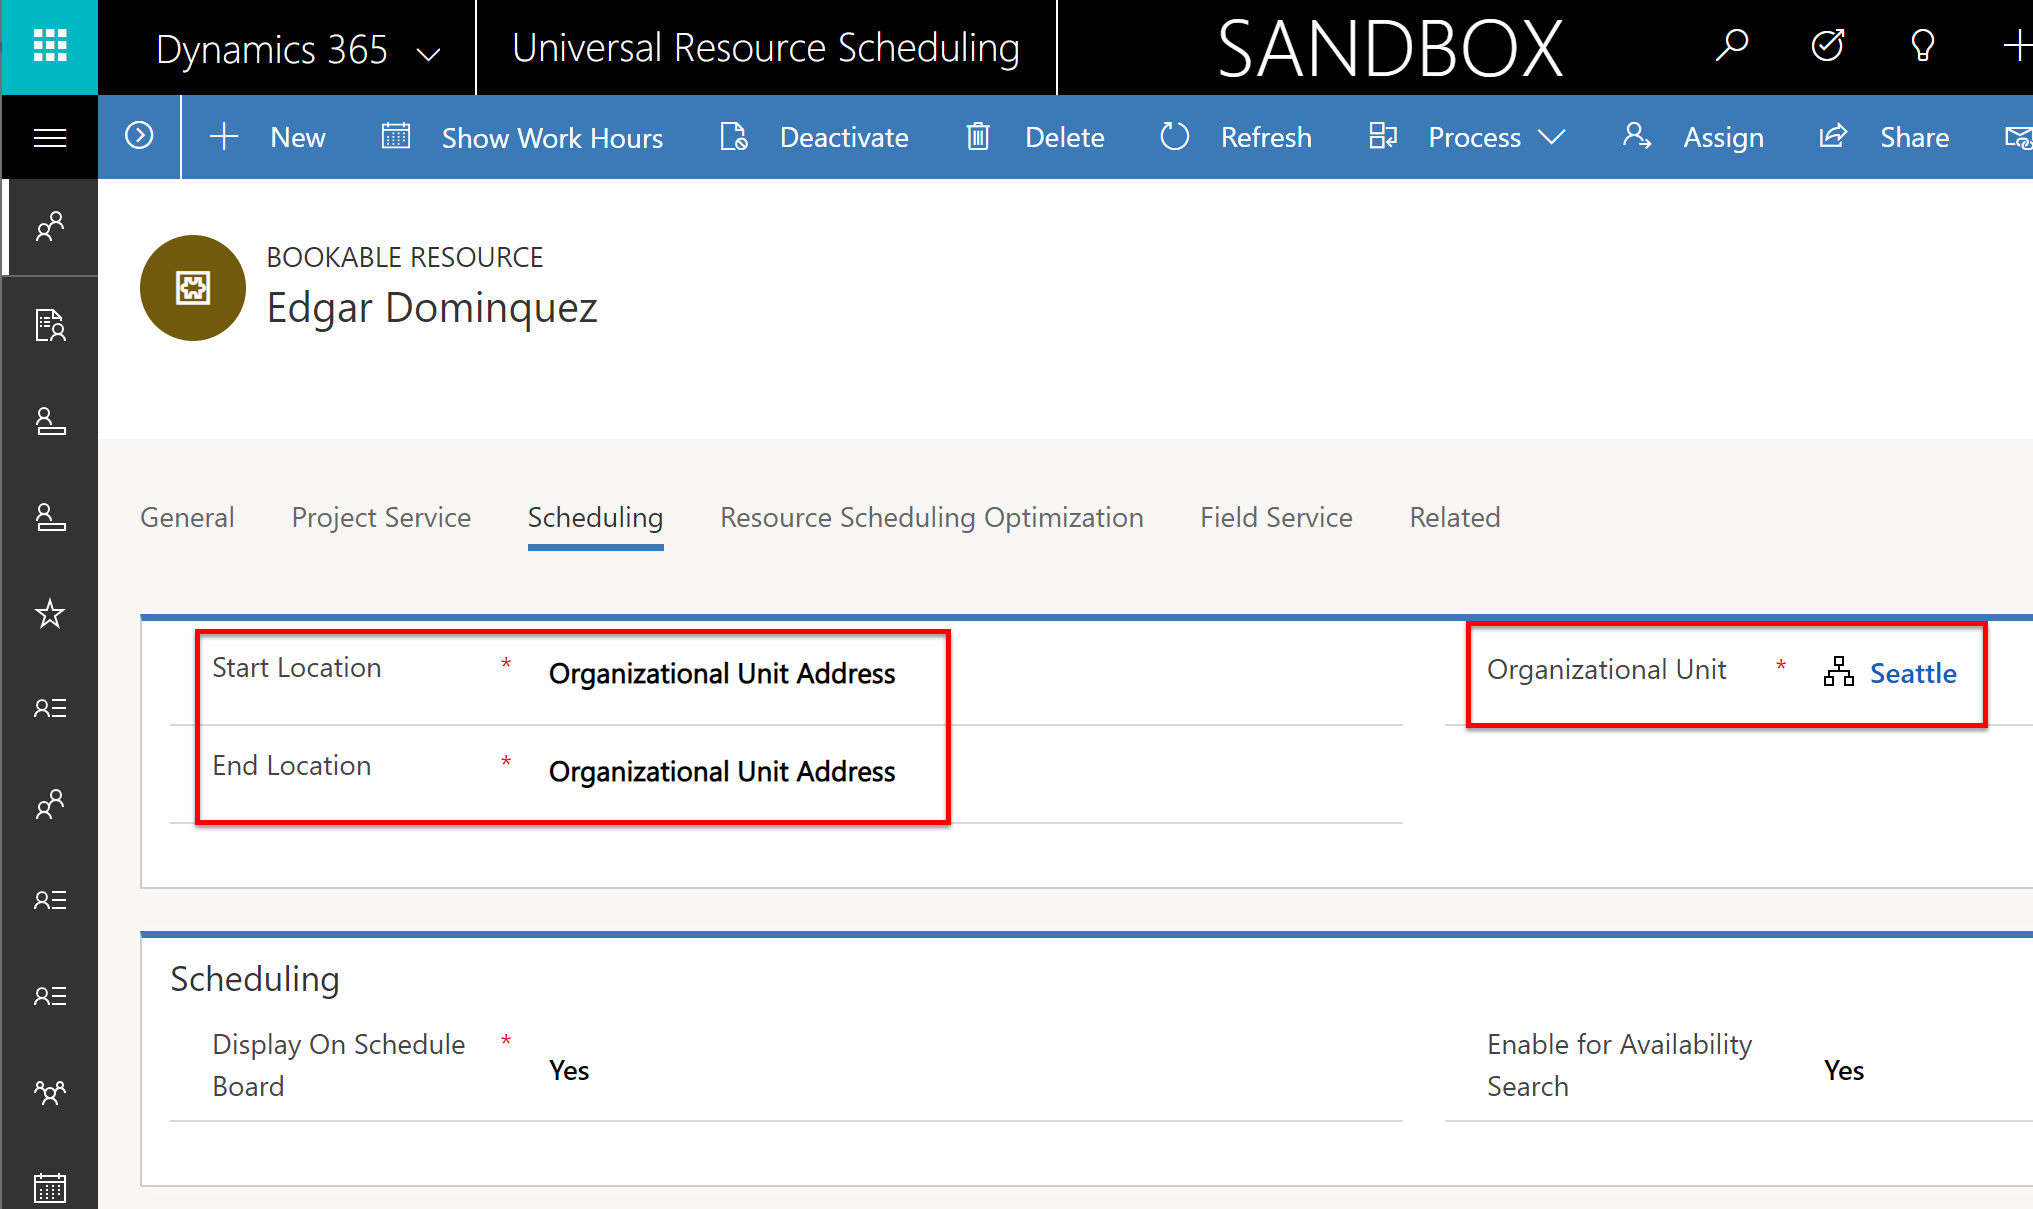 Dynamics 365 Universal Resource Scheduling SANDBOX
New Show Work Hours Deactivate Delete Refresh Process Assign Share
BOOKABLE RESOURCE
Edgar Dominquez
General Project Service Scheduling Resource Scheduling Optimization Field Service Related
Start Location * Organizational Unit Address Organizational Unit * Seattle
End Location * Organizational Unit Address
Scheduling
Display On Schedule Board * Yes Enable for Availability Search Yes